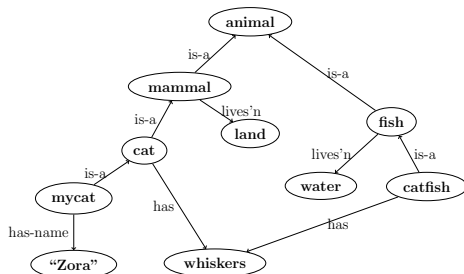 animal
is-a
is-a
mammal
lives'n
is-a
land
fish
cat
lives'n
is-a
is-a
water
catfish
mycat
has
has
has-name
“Zora”
whiskers